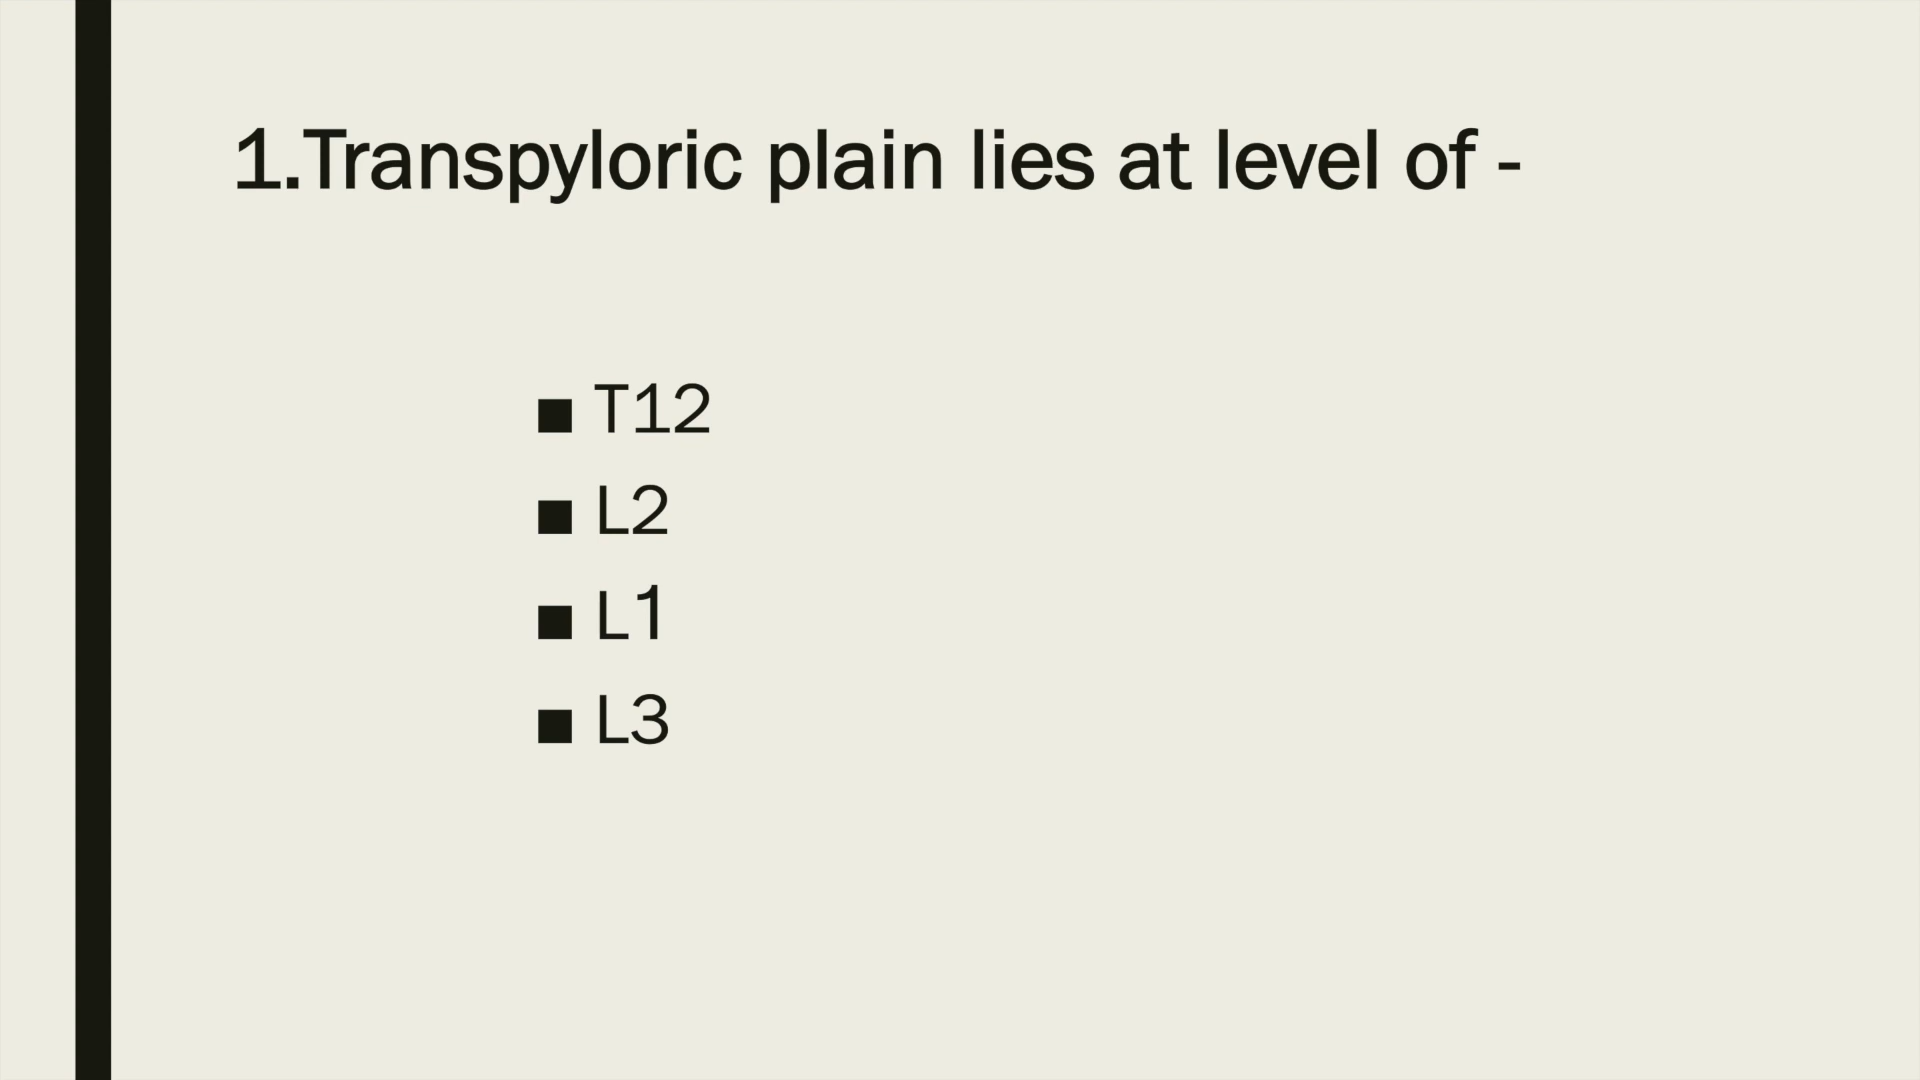 1.Transpyloric plain lies at level of -
■ T12
■ L2
■ L1
■ L3